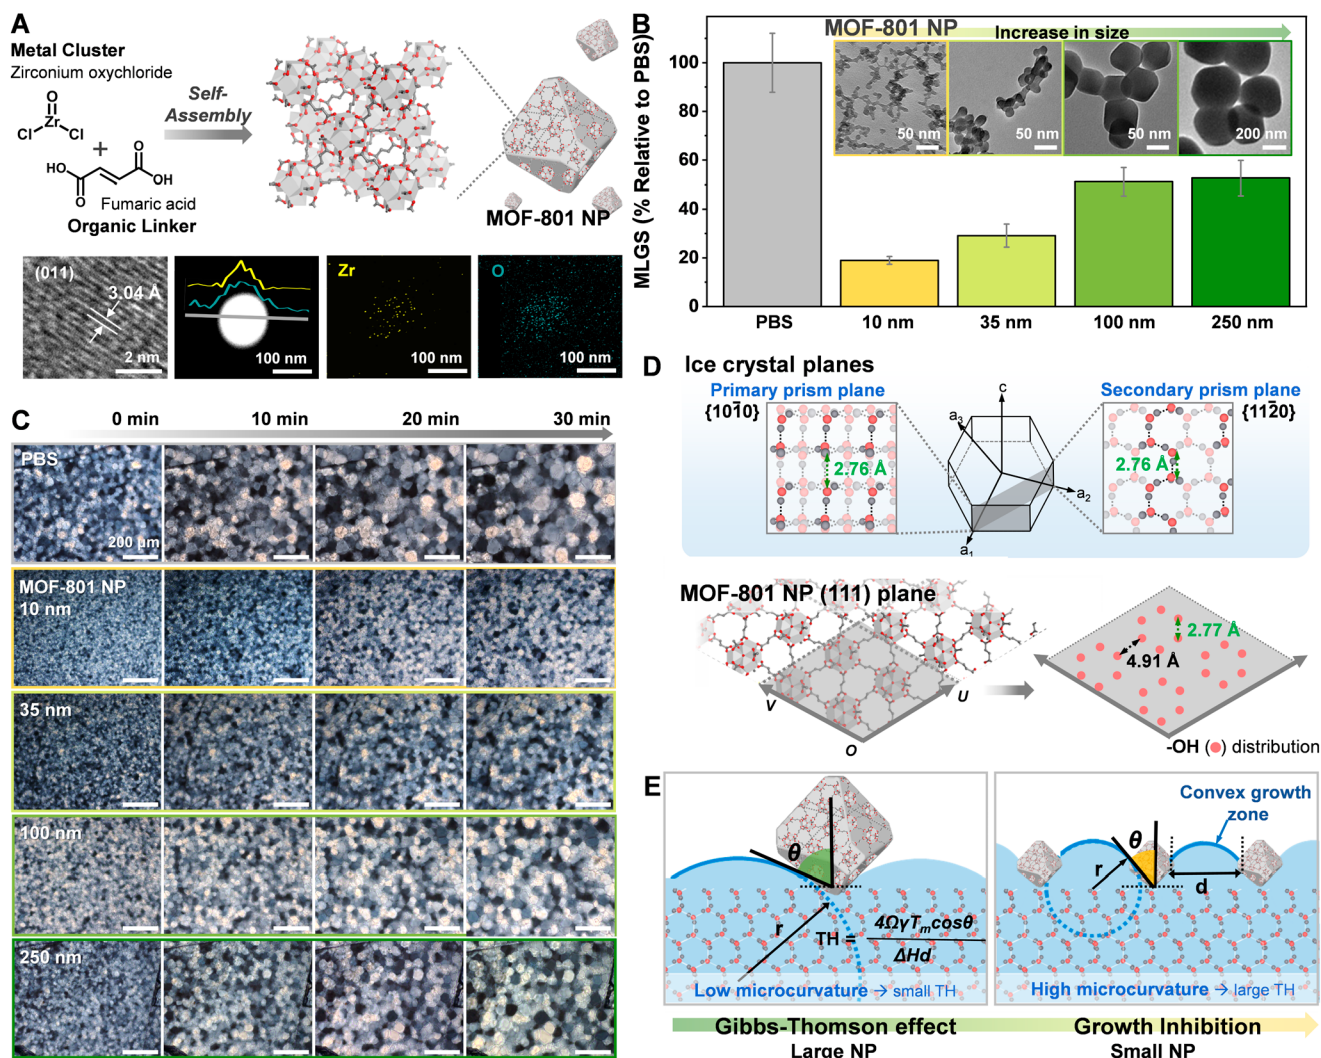 A
Metal Cluster
Zirconium oxychloride
O
Zr
Cl Cl
+
O
HO
OH
O
Fumaric acid
Organic Linker
Self-
Assembly
MOF-801 NP
(011)
3.04 Å
2 nm
100 nm
Zr
100 nm
O
100 nm
B
MLGS (% Relative to PBS)
100
80
60
40
20
0
MOF-801 NP
Increase in size
50 nm
50 nm
50 nm
200 nm
PBS
10 nm
35 nm
100 nm
250 nm
C
0 min
10 min
20 min
30 min
PBS
200 µm
MOF-801 NP
10 nm
35 nm
100 nm
250 nm
D
Ice crystal planes
Primary prism plane
{101̄0}
2.76 Å
c
a3
a2
a1
Secondary prism plane
{112̄0}
2.76 Å
MOF-801 NP (111) plane
V
U
O
2.77 Å
4.91 Å
-OH (●) distribution
E
θ
r
TH = 4ΩγTmcosθ
ΔHd
Low microcurvature → small TH
Convex growth
zone
θ
r
d
High microcurvature → large TH
Gibbs-Thomson effect
Large NP
Growth Inhibition
Small NP